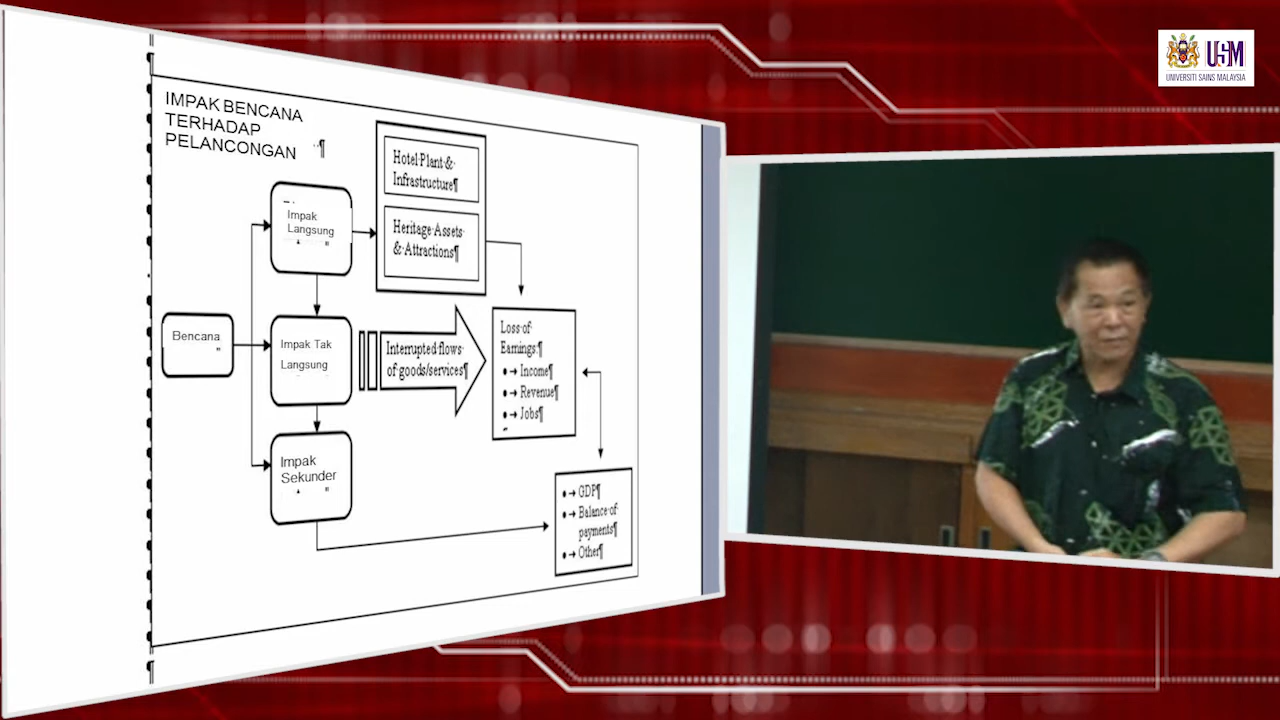 IMPAK BENCANA
TERHADAP
PELANCONGAN ¶
Hotel·Plant·&·
Infrastructure¶
Heritage·Assets·
&·Attractions¶
Impak
Langsung
Bencana
Impak Tak
Langsung
Interrupted·flows·
of·goods/services¶
Loss·of·
Earnings:¶
●→Income¶
●→Revenue¶
●→Jobs¶
Impak
Sekunder
●→GDP¶
●→Balance·of·
payments¶
●→Other¶
USM
UNIVERSITI SAINS MALAYSIA